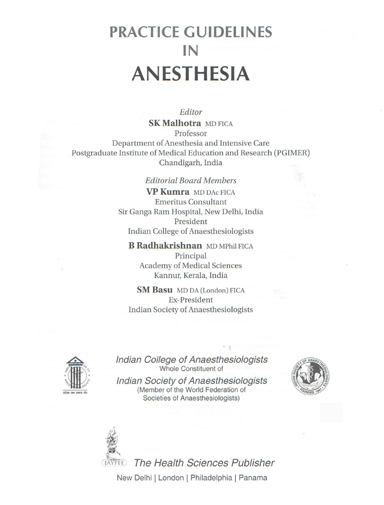 PRACTICE GUIDELINES
IN
ANESTHESIA
Editor
SK Malhotra MD FICA
Professor
Department of Anesthesia and Intensive Care
Postgraduate Institute of Medical Education and Research (PGIMER)
Chandigarh, India
Editorial Board Members
VP Kumra MD DAc FICA
Emeritus Consultant
Sir Ganga Ram Hospital, New Delhi, India
President
Indian College of Anaesthesiologists
B Radhakrishnan MD MPhil FICA
Principal
Academy of Medical Sciences
Kannur, Kerala, India
SM Basu MD DA (London) FICA
Ex-President
Indian Society of Anaesthesiologists
Indian College of Anaesthesiologists
Whole Constituent of
Indian Society of Anaesthesiologists
(Member of the World Federation of
Societies of Anaesthesiologists)
JAYPEE The Health Sciences Publisher
New Delhi | London | Philadelphia | Panama